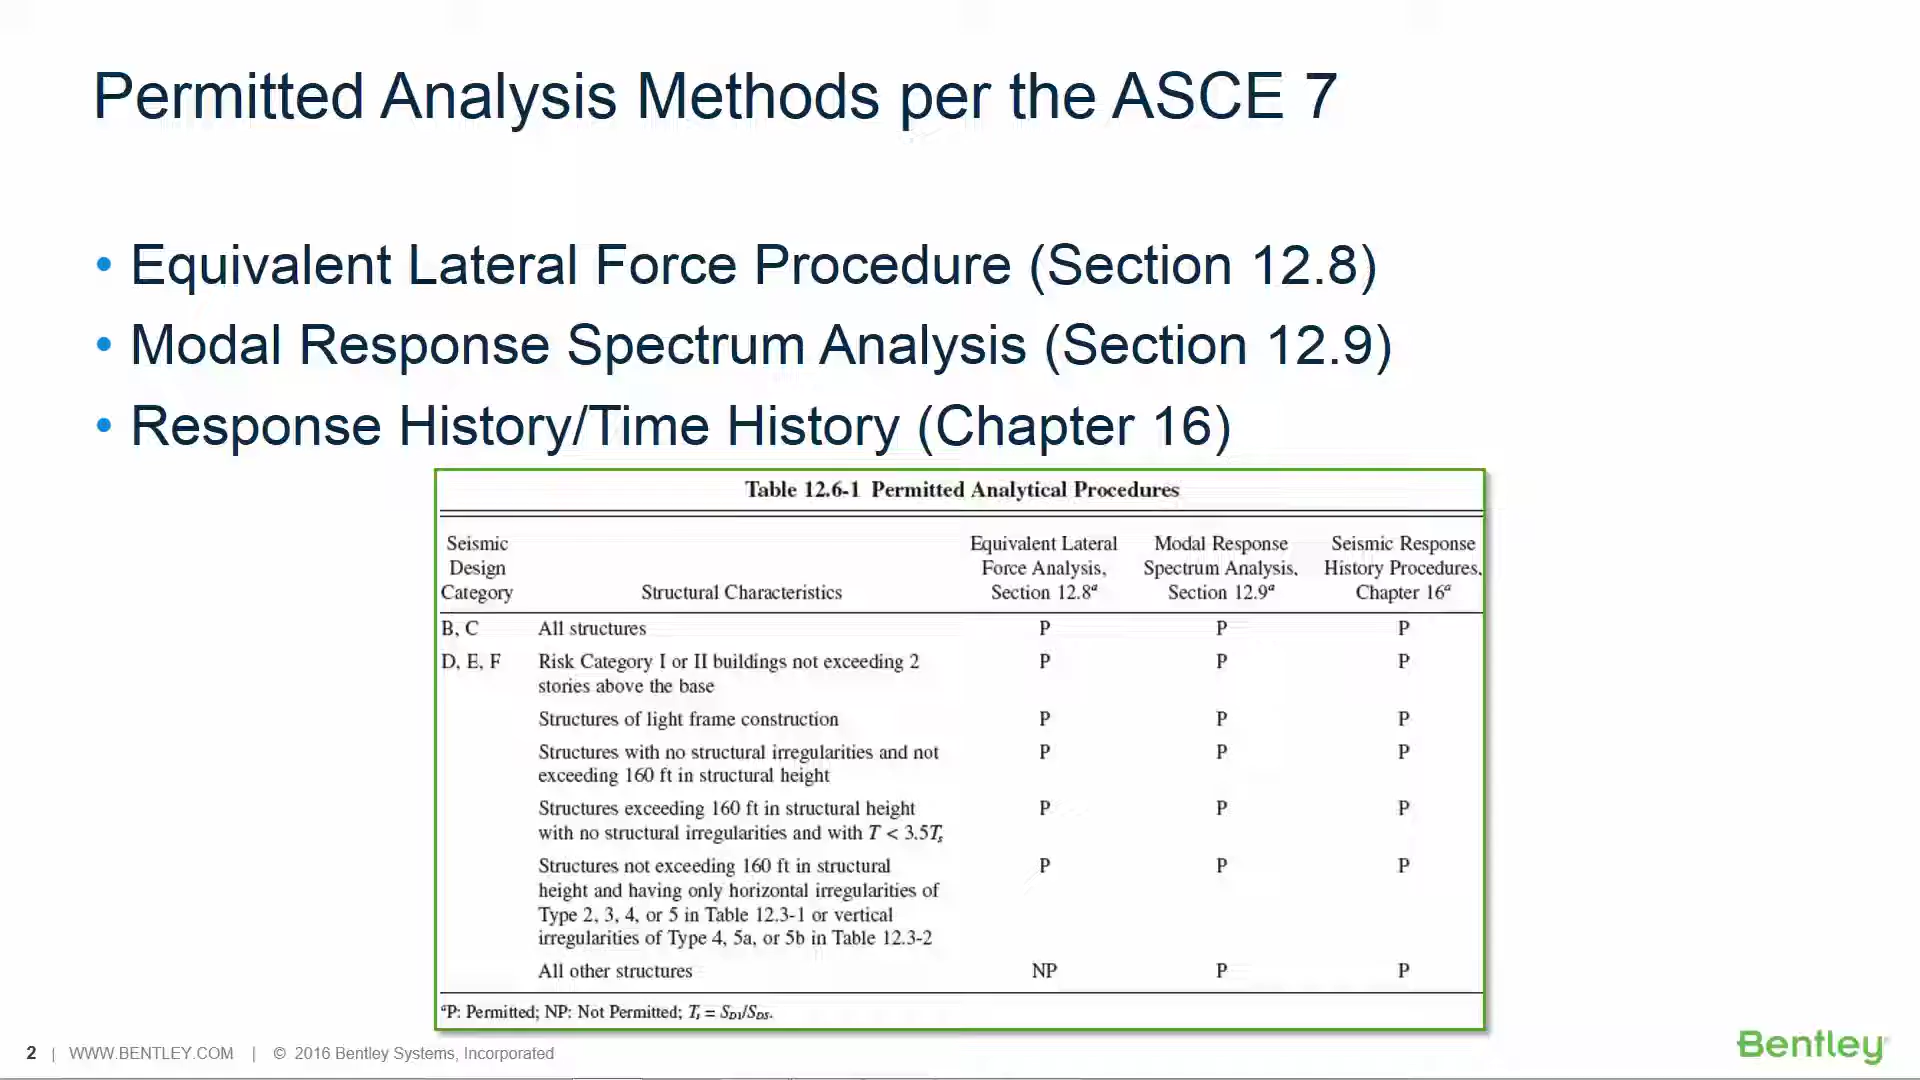 Permitted Analysis Methods per the ASCE 7
• Equivalent Lateral Force Procedure (Section 12.8)
• Modal Response Spectrum Analysis (Section 12.9)
• Response History/Time History (Chapter 16)
Table 12.6-1 Permitted Analytical Procedures
Seismic
Design
Category
Structural Characteristics
Equivalent Lateral
Force Analysis,
Section 12.8ᵃ
Modal Response
Spectrum Analysis,
Section 12.9ᵃ
Seismic Response
History Procedures,
Chapter 16ᵃ
B, C All structures P P P
D, E, F Risk Category I or II buildings not exceeding 2 P P P
stories above the base
Structures of light frame construction P P P
Structures with no structural irregularities and not P P P
exceeding 160 ft in structural height
Structures exceeding 160 ft in structural height P P P
with no structural irregularities and with T < 3.5Tₛ
Structures not exceeding 160 ft in structural P P P
height and having only horizontal irregularities of
Type 2, 3, 4, or 5 in Table 12.3-1 or vertical
irregularities of Type 4, 5a, or 5b in Table 12.3-2
All other structures NP P P
ᵃP: Permitted; NP: Not Permitted; Tₛ = S_D1/S_DS.
2 | WWW.BENTLEY.COM | © 2016 Bentley Systems, Incorporated
Bentley